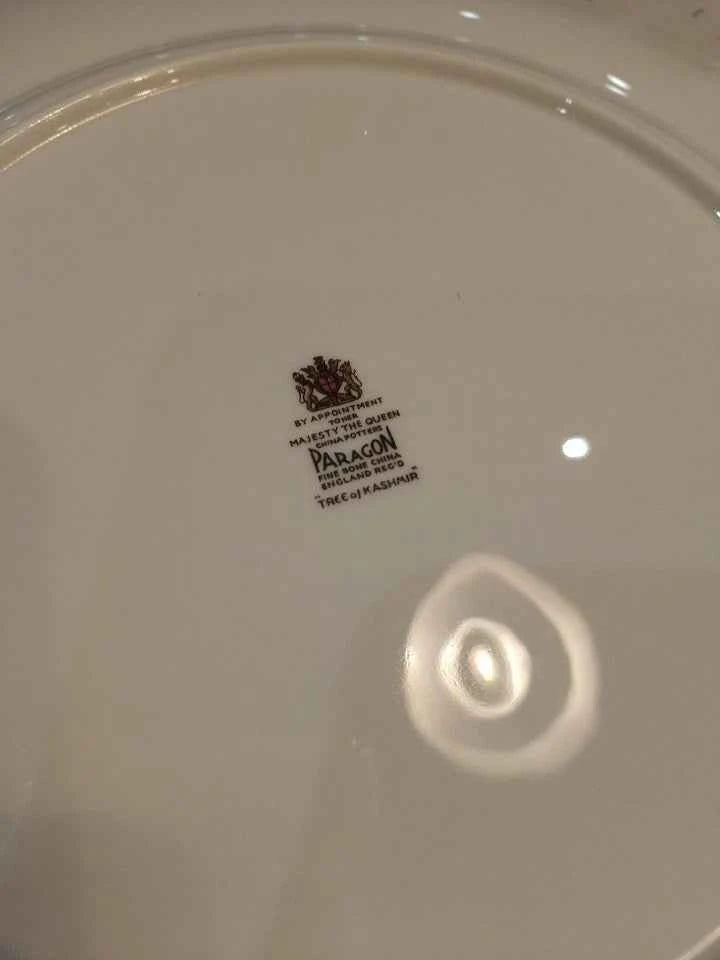 BY APPOINTMENT
TO HER
MAJESTY THE QUEEN
CHINA POTTERS
PARAGON
FINE BONE CHINA
ENGLAND REG'D
"TREE of KASHMIR"